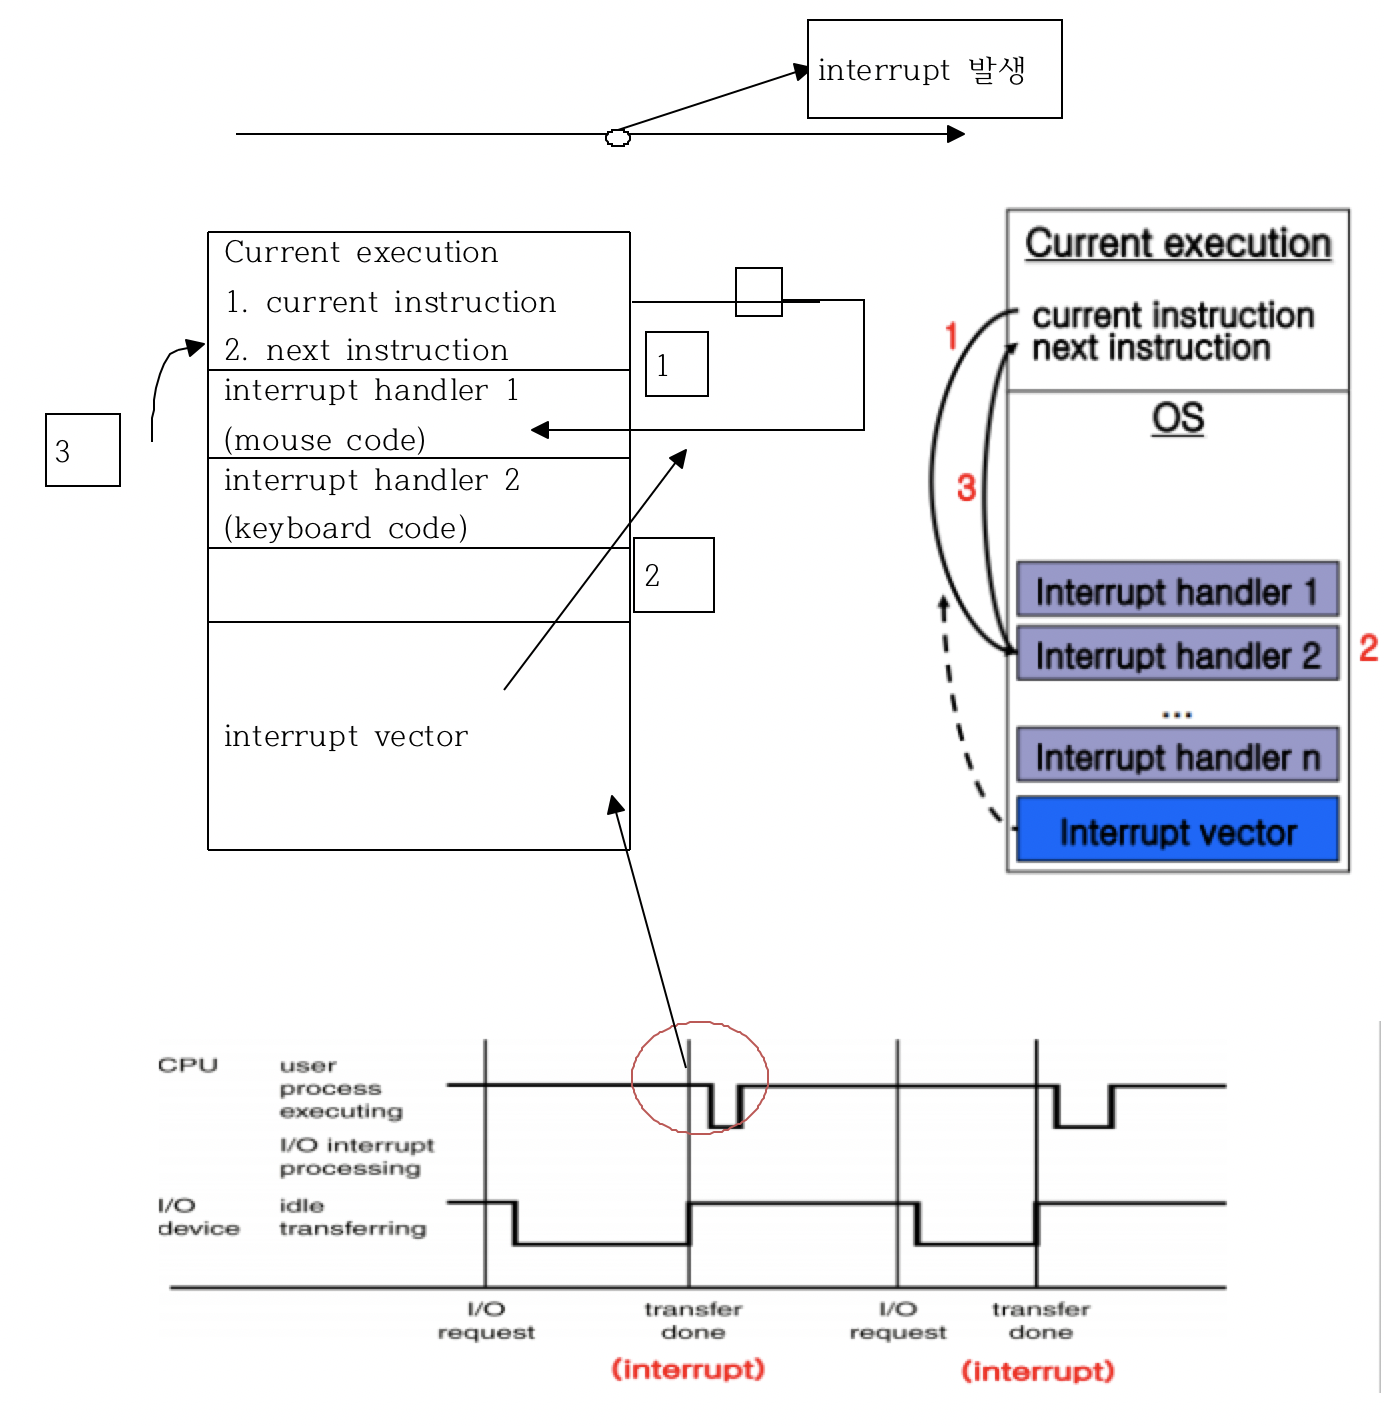 interrupt 발생
Current execution
1. current instruction
2. next instruction
1
interrupt handler 1
(mouse code)
3
interrupt handler 2
(keyboard code)
2
interrupt vector
Current execution
current instruction
next instruction
1
OS
3
Interrupt handler 1
Interrupt handler 2
2
...
Interrupt handler n
Interrupt vector
CPU
user
process
executing
I/O interrupt
processing
I/O
device
idle
transferring
I/O
request
transfer
done
(interrupt)
I/O
request
transfer
done
(interrupt)